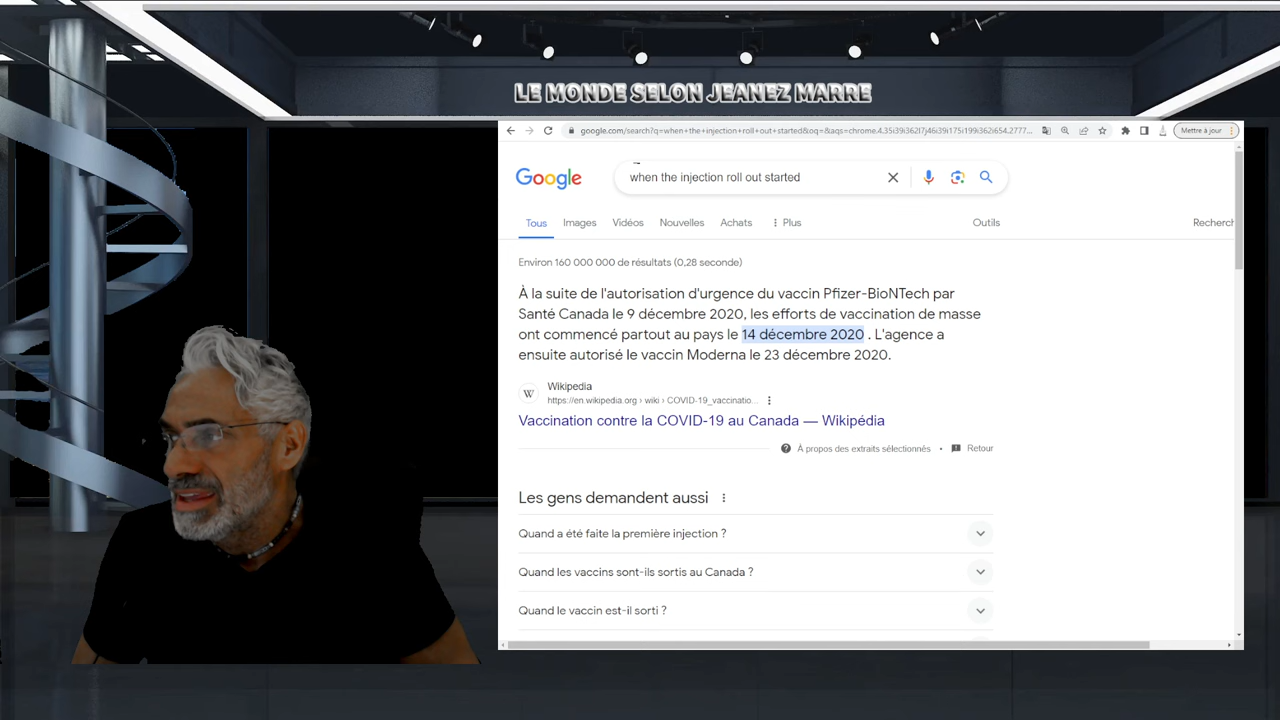 LE MONDE SELON JEANEZ MARRE
google.com/search?q=when+the+injection+roll+out+started&oq=&aqs=chrome.4.35i39i362l7j46i39i175i199i362i654.2777...
Mettre à jour
Google
when the injection roll out started
Tous Images Vidéos Nouvelles Achats Plus Outils Recherch
Environ 160 000 000 de résultats (0,28 seconde)
À la suite de l'autorisation d'urgence du vaccin Pfizer-BioNTech par
Santé Canada le 9 décembre 2020, les efforts de vaccination de masse
ont commencé partout au pays le 14 décembre 2020 . L'agence a
ensuite autorisé le vaccin Moderna le 23 décembre 2020.
W
Wikipedia
https://en.wikipedia.org › wiki › COVID-19_vaccinatio...
Vaccination contre la COVID-19 au Canada — Wikipédia
À propos des extraits sélectionnés • Retour
Les gens demandent aussi
Quand a été faite la première injection ?
Quand les vaccins sont-ils sortis au Canada ?
Quand le vaccin est-il sorti ?